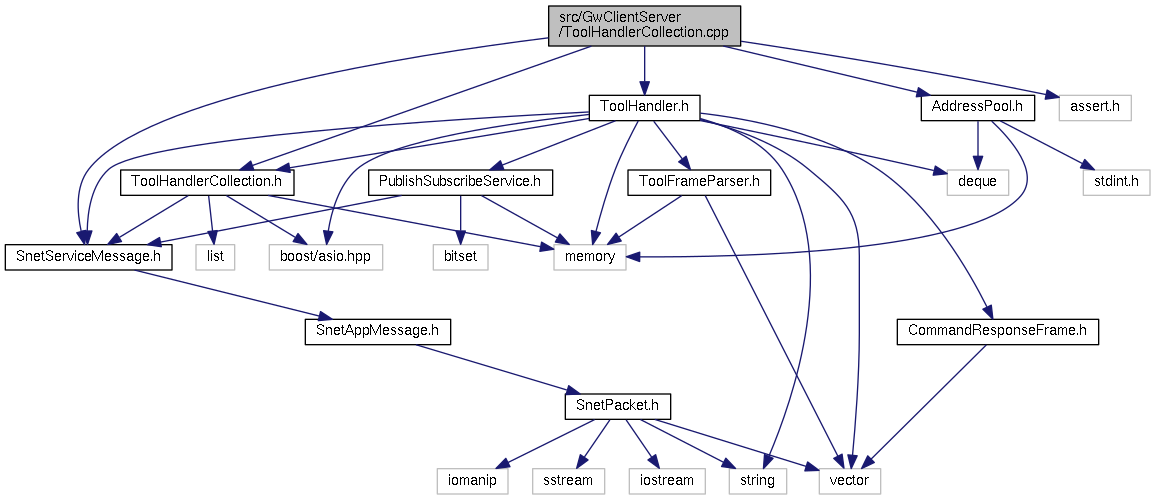 src/GwClientServer
/ToolHandlerCollection.cpp
ToolHandler.h
AddressPool.h
assert.h
ToolHandlerCollection.h
PublishSubscribeService.h
ToolFrameParser.h
deque
stdint.h
SnetServiceMessage.h
list
boost/asio.hpp
bitset
memory
SnetAppMessage.h
CommandResponseFrame.h
SnetPacket.h
iomanip
sstream
iostream
string
vector